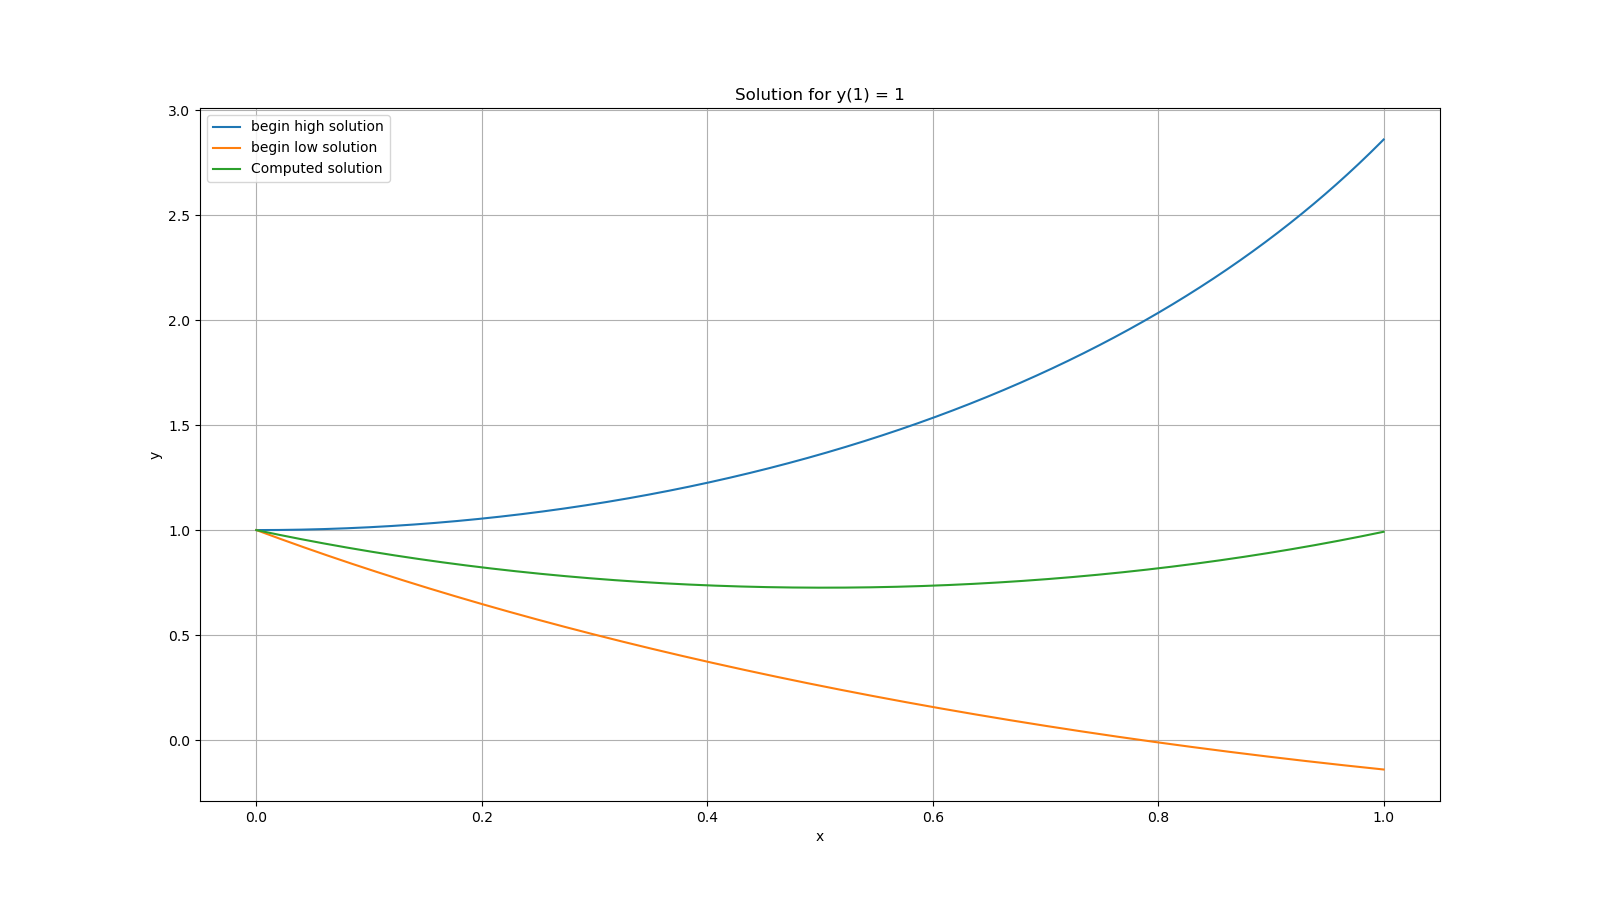 Solution for y(1) = 1
begin high solution
begin low solution
Computed solution
3.0
2.5
2.0
1.5
1.0
0.5
0.0
y
0.0 0.2 0.4 0.6 0.8 1.0
x